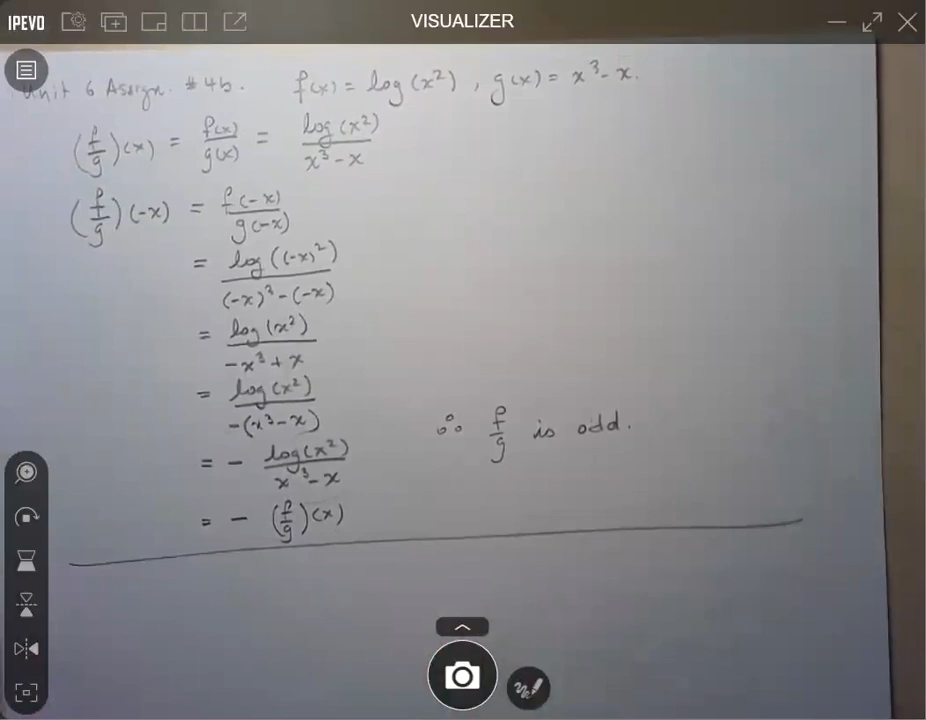 IPEVO
VISUALIZER
Unit 6 Assign. #4b. f(x) = log(x²), g(x) = x³ - x.
(f/g)(x) = f(x)/g(x) = log(x²)/(x³ - x)
(f/g)(-x) = f(-x)/g(-x)
= log((-x)²)/((-x)³ - (-x))
= log(x²)/(-x³ + x)
= log(x²)/(-(x³ - x))
∴ f/g is odd.
= - log(x²)/(x³ - x)
= - (f/g)(x)